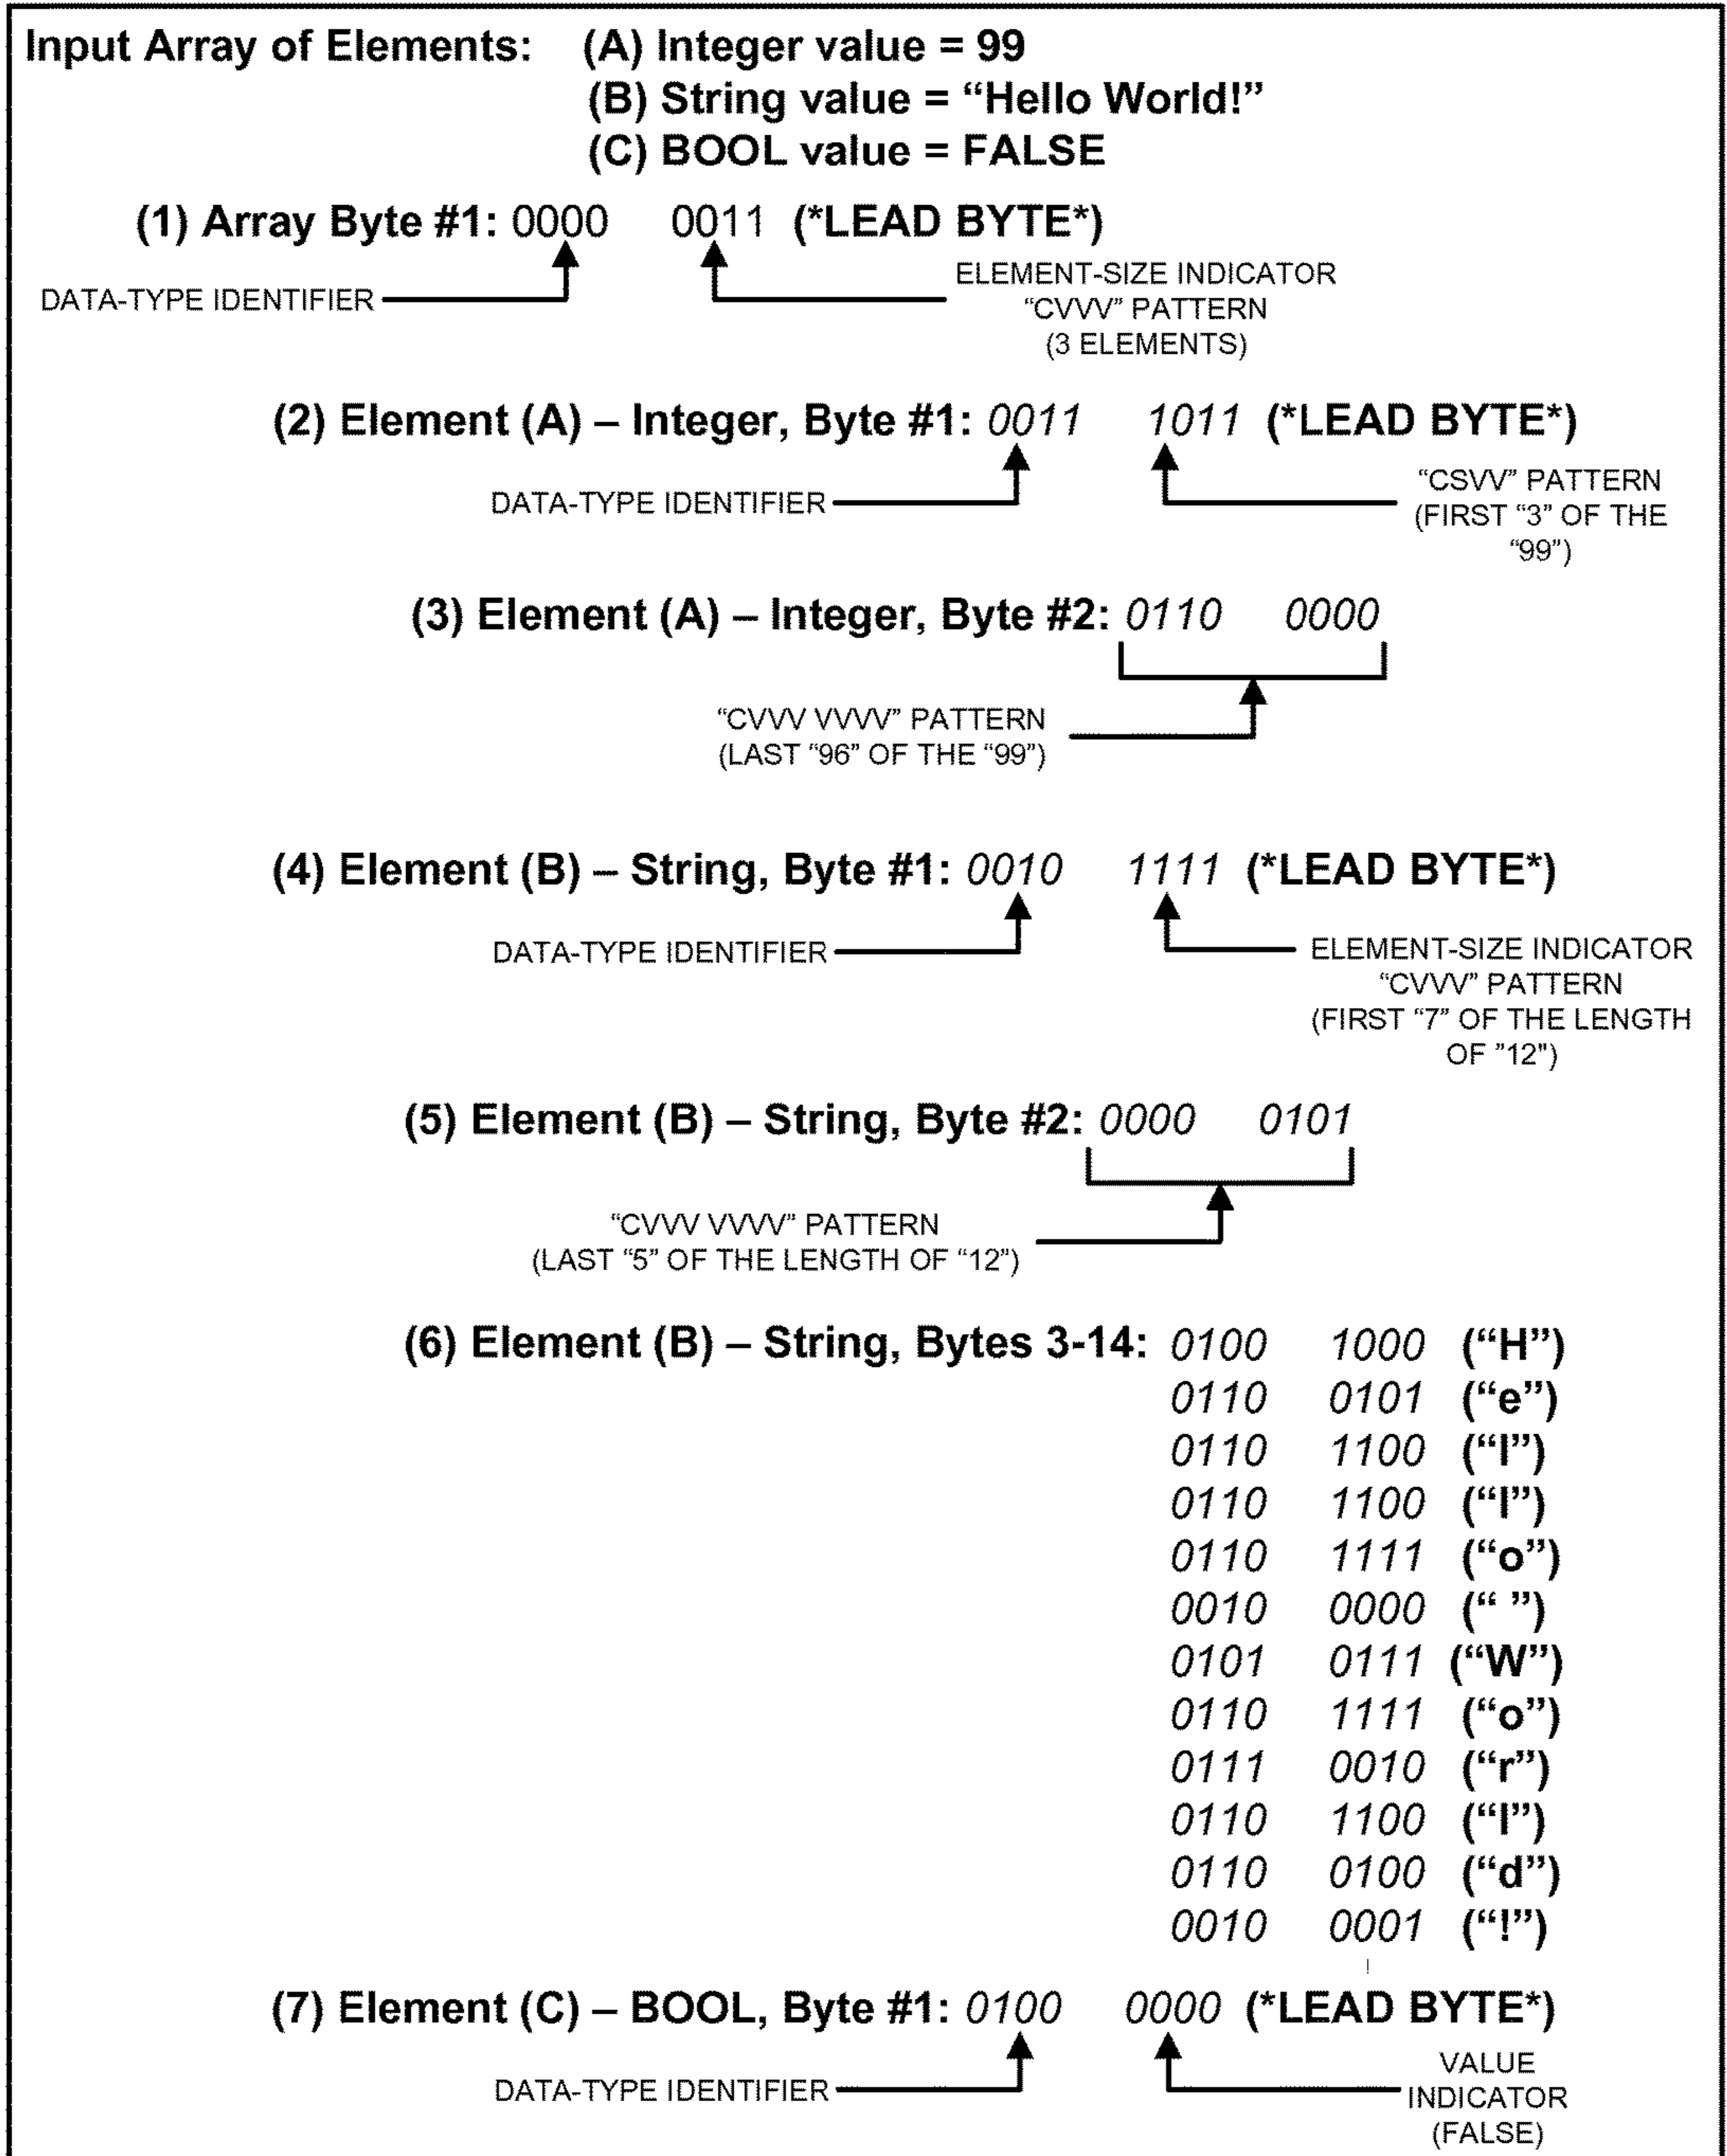 Input Array of Elements: (A) Integer value = 99
(B) String value = “Hello World!”
(C) BOOL value = FALSE
(1) Array Byte #1: 0000 0011 (*LEAD BYTE*)
DATA-TYPE IDENTIFIER
ELEMENT-SIZE INDICATOR
“CVVV” PATTERN
(3 ELEMENTS)
(2) Element (A) – Integer, Byte #1: 0011 1011 (*LEAD BYTE*)
DATA-TYPE IDENTIFIER
“CSVV” PATTERN
(FIRST “3” OF THE
“99”)
(3) Element (A) – Integer, Byte #2: 0110 0000
“CVVV VVVV” PATTERN
(LAST “96” OF THE “99”)
(4) Element (B) – String, Byte #1: 0010 1111 (*LEAD BYTE*)
DATA-TYPE IDENTIFIER
ELEMENT-SIZE INDICATOR
“CVVV” PATTERN
(FIRST “7” OF THE LENGTH
OF ”12")
(5) Element (B) – String, Byte #2: 0000 0101
“CVVV VVVV” PATTERN
(LAST “5” OF THE LENGTH OF “12”)
(6) Element (B) – String, Bytes 3-14: 0100 1000 (“H”)
0110 0101 (“e”)
0110 1100 (“l”)
0110 1100 (“l”)
0110 1111 (“o”)
0010 0000 (“ ”)
0101 0111 (“W”)
0110 1111 (“o”)
0111 0010 (“r”)
0110 1100 (“l”)
0110 0100 (“d”)
0010 0001 (“!”)
(7) Element (C) – BOOL, Byte #1: 0100 0000 (*LEAD BYTE*)
DATA-TYPE IDENTIFIER
VALUE
INDICATOR
(FALSE)